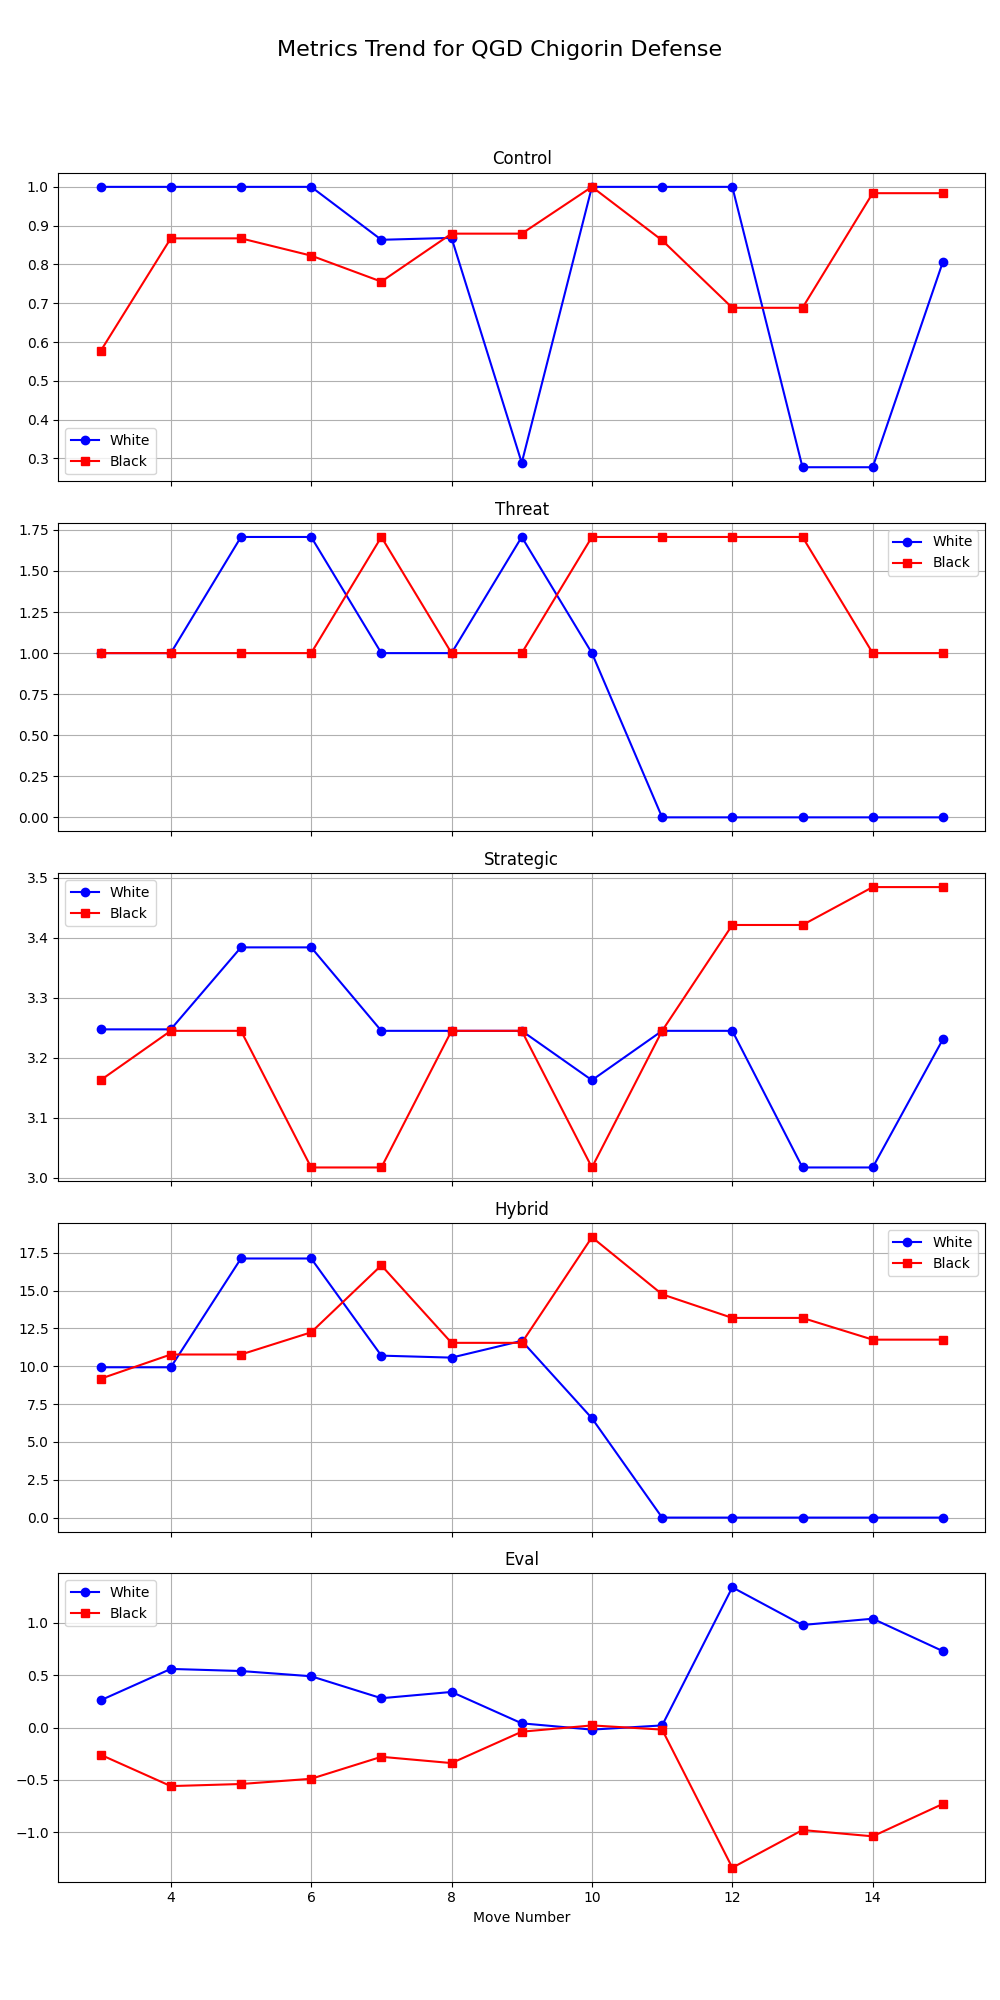 Metrics Trend for QGD Chigorin Defense
Control
1.0
0.9
0.8
0.7
0.6
0.5
0.4
0.3
White
Black
Threat
1.75
1.50
1.25
1.00
0.75
0.50
0.25
0.00
White
Black
Strategic
3.5
3.4
3.3
3.2
3.1
3.0
White
Black
Hybrid
17.5
15.0
12.5
10.0
7.5
5.0
2.5
0.0
White
Black
Eval
1.0
0.5
0.0
−0.5
−1.0
White
Black
4 6 8 10 12 14
Move Number